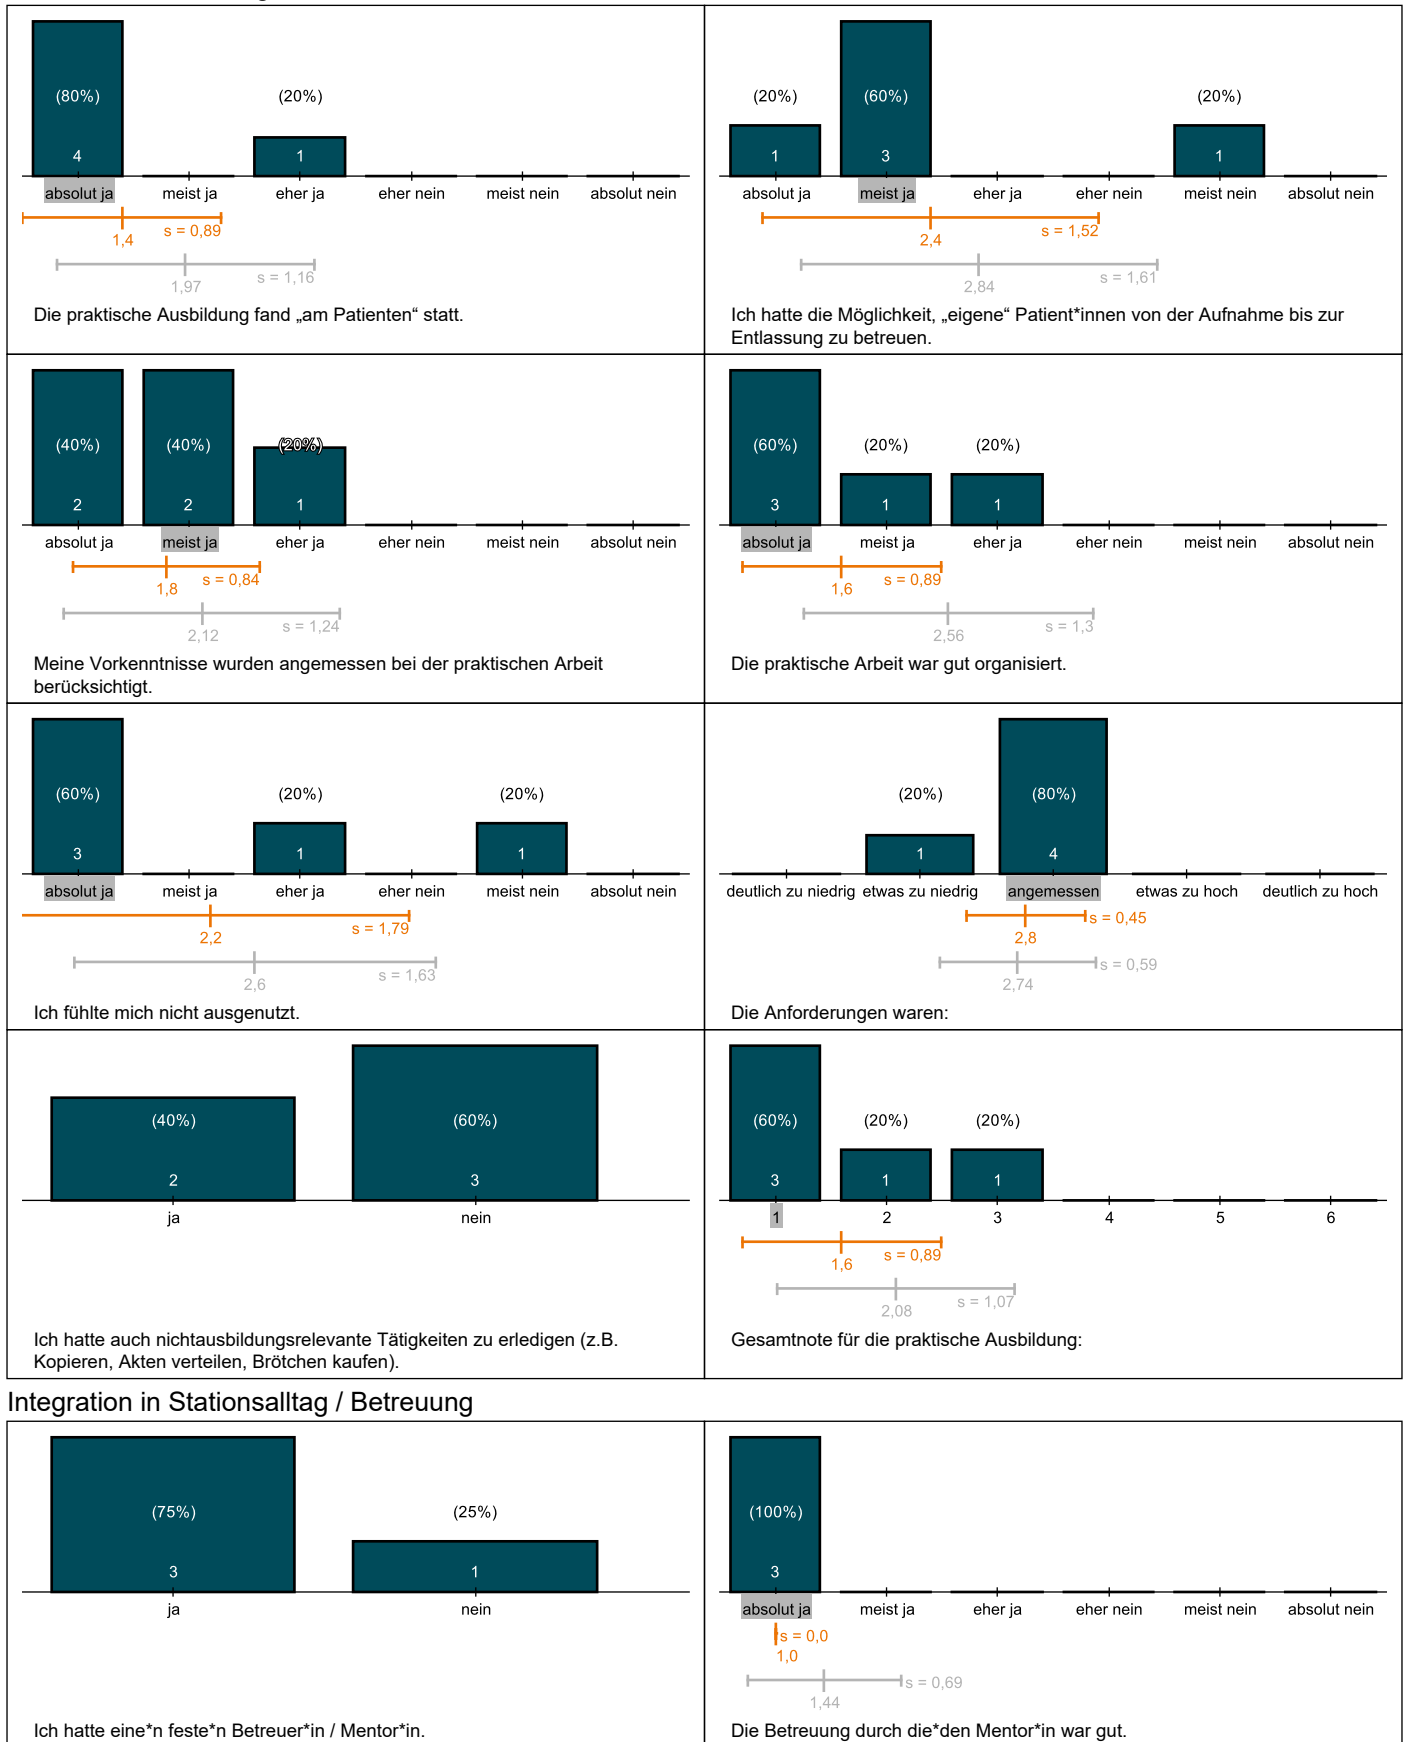 (80%)
(20%)
4
1
absolut ja meist ja eher ja eher nein meist nein absolut nein
s = 0,89
1,4
s = 1,16
1,97
Die praktische Ausbildung fand „am Patienten“ statt.
(20%)
(60%)
(20%)
1
3
1
absolut ja meist ja eher ja eher nein meist nein absolut nein
s = 1,52
2,4
s = 1,61
2,84
Ich hatte die Möglichkeit, „eigene“ Patient*innen von der Aufnahme bis zur
Entlassung zu betreuen.
(40%)
(40%)
(20%)
2
2
1
absolut ja meist ja eher ja eher nein meist nein absolut nein
s = 0,84
1,8
s = 1,24
2,12
Meine Vorkenntnisse wurden angemessen bei der praktischen Arbeit
berücksichtigt.
(60%)
(20%)
(20%)
3
1
1
absolut ja meist ja eher ja eher nein meist nein absolut nein
s = 0,89
1,6
s = 1,3
2,56
Die praktische Arbeit war gut organisiert.
(60%)
(20%)
(20%)
3
1
1
absolut ja meist ja eher ja eher nein meist nein absolut nein
s = 1,79
2,2
s = 1,63
2,6
Ich fühlte mich nicht ausgenutzt.
(20%)
(80%)
1
4
deutlich zu niedrig etwas zu niedrig angemessen etwas zu hoch deutlich zu hoch
s = 0,45
2,8
s = 0,59
2,74
Die Anforderungen waren:
(40%)
(60%)
2
3
ja nein
Ich hatte auch nichtausbildungsrelevante Tätigkeiten zu erledigen (z.B.
Kopieren, Akten verteilen, Brötchen kaufen).
(60%)
(20%)
(20%)
3
1
1
1 2 3 4 5 6
s = 0,89
1,6
s = 1,07
2,08
Gesamtnote für die praktische Ausbildung:
Integration in Stationsalltag / Betreuung
(75%)
(25%)
3
1
ja nein
Ich hatte eine*n feste*n Betreuer*in / Mentor*in.
(100%)
3
absolut ja meist ja eher ja eher nein meist nein absolut nein
s = 0,0
1,0
s = 0,69
1,44
Die Betreuung durch die*den Mentor*in war gut.